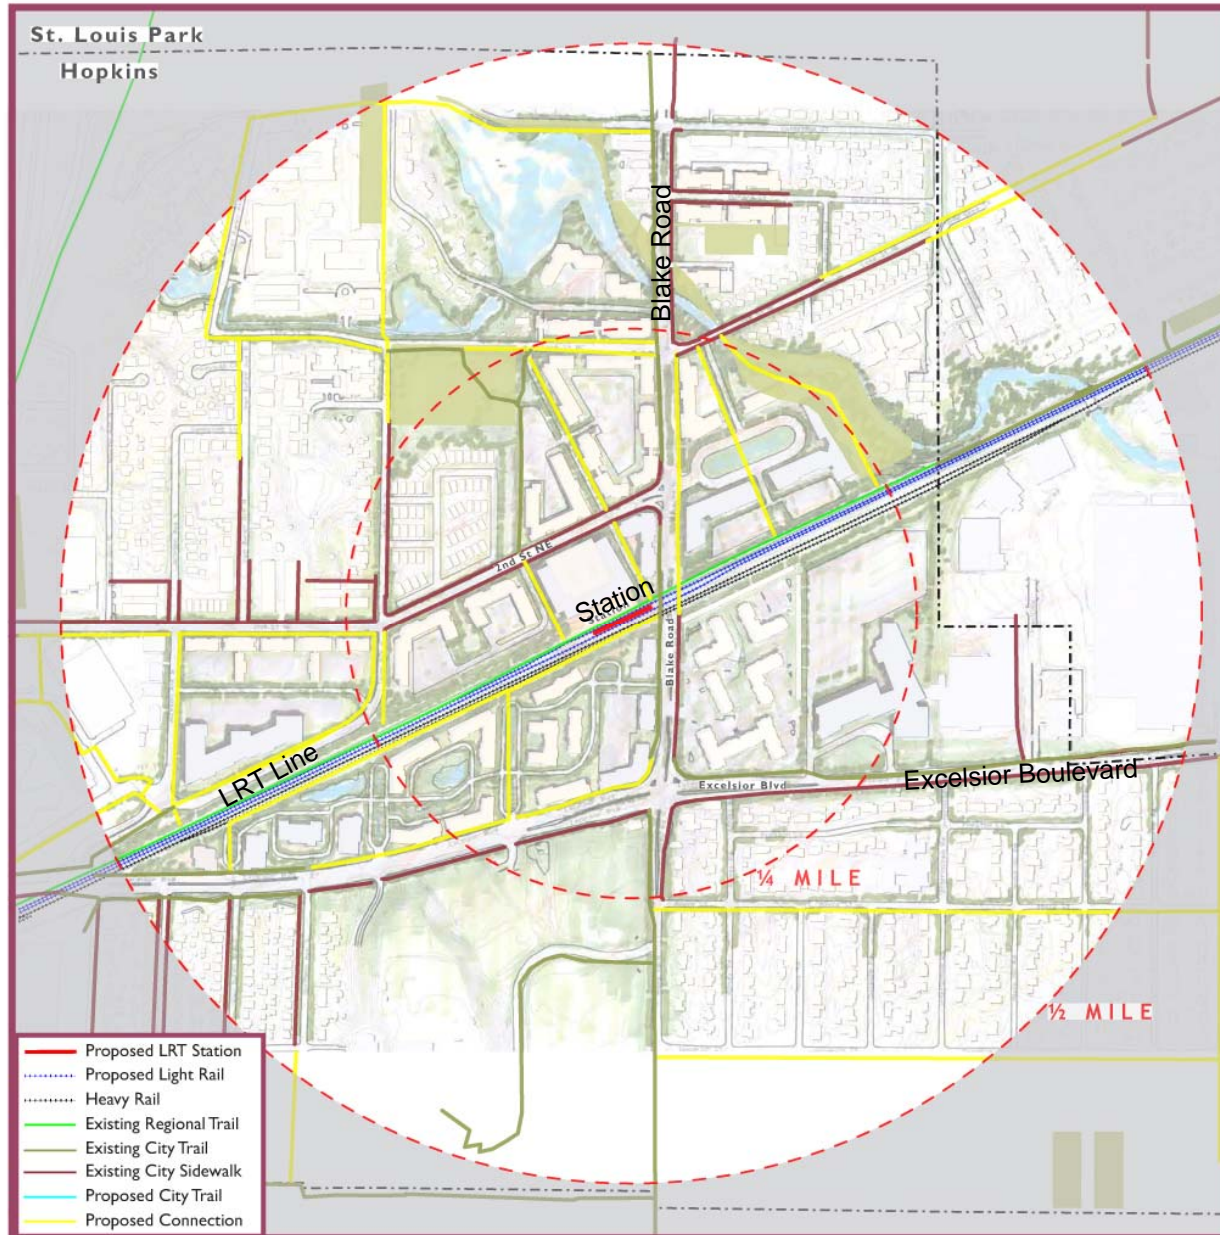 St. Louis Park
Hopkins
Blake Road
2nd St NE
Station
Blake Road
LRT Line
Excelsior Blvd
Excelsior Boulevard
¼ MILE
½ MILE
Proposed LRT Station
Proposed Light Rail
Heavy Rail
Existing Regional Trail
Existing City Trail
Existing City Sidewalk
Proposed City Trail
Proposed Connection